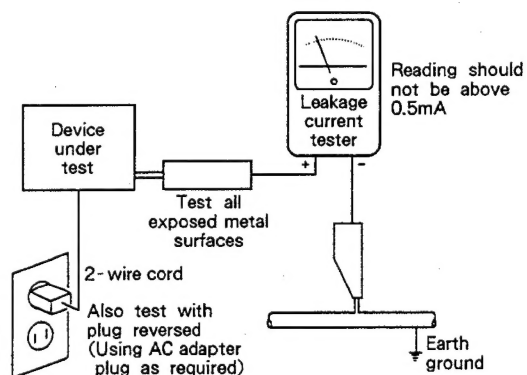 Device
under
test
Leakage
current
tester
+ -
Reading should
not be above
0.5mA
Test all
exposed metal
surfaces
2-wire cord
Also test with
plug reversed
(Using AC adapter
plug as required)
Earth
ground